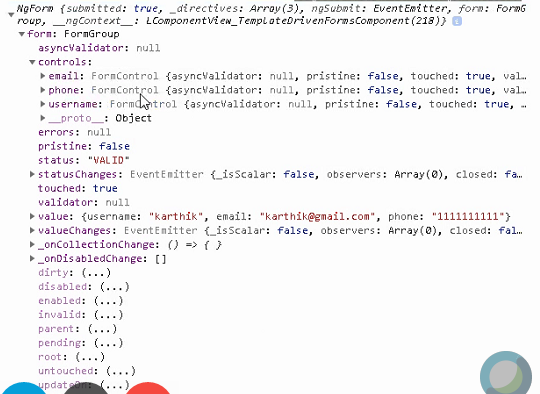 NgForm {submitted: true, _directives: Array(3), ngSubmit: EventEmitter, form: FormG
roup, __ngContext__: LComponentView_TemplateDrivenFormsComponent(218)}
form: FormGroup
asyncValidator: null
controls:
email: FormControl {asyncValidator: null, pristine: false, touched: true, val…
phone: FormControl {asyncValidator: null, pristine: false, touched: true, val…
username: FormControl {asyncValidator: null, pristine: false, touched: true, …
__proto__: Object
errors: null
pristine: false
status: "VALID"
statusChanges: EventEmitter {_isScalar: false, observers: Array(0), closed: fa…
touched: true
validator: null
value: {username: "karthik", email: "karthik@gmail.com", phone: "1111111111"}
valueChanges: EventEmitter {_isScalar: false, observers: Array(0), closed: fal…
_onCollectionChange: () => { }
_onDisabledChange: []
dirty: (...)
disabled: (...)
enabled: (...)
invalid: (...)
parent: (...)
pending: (...)
root: (...)
untouched: (...)
updateOn: (...)